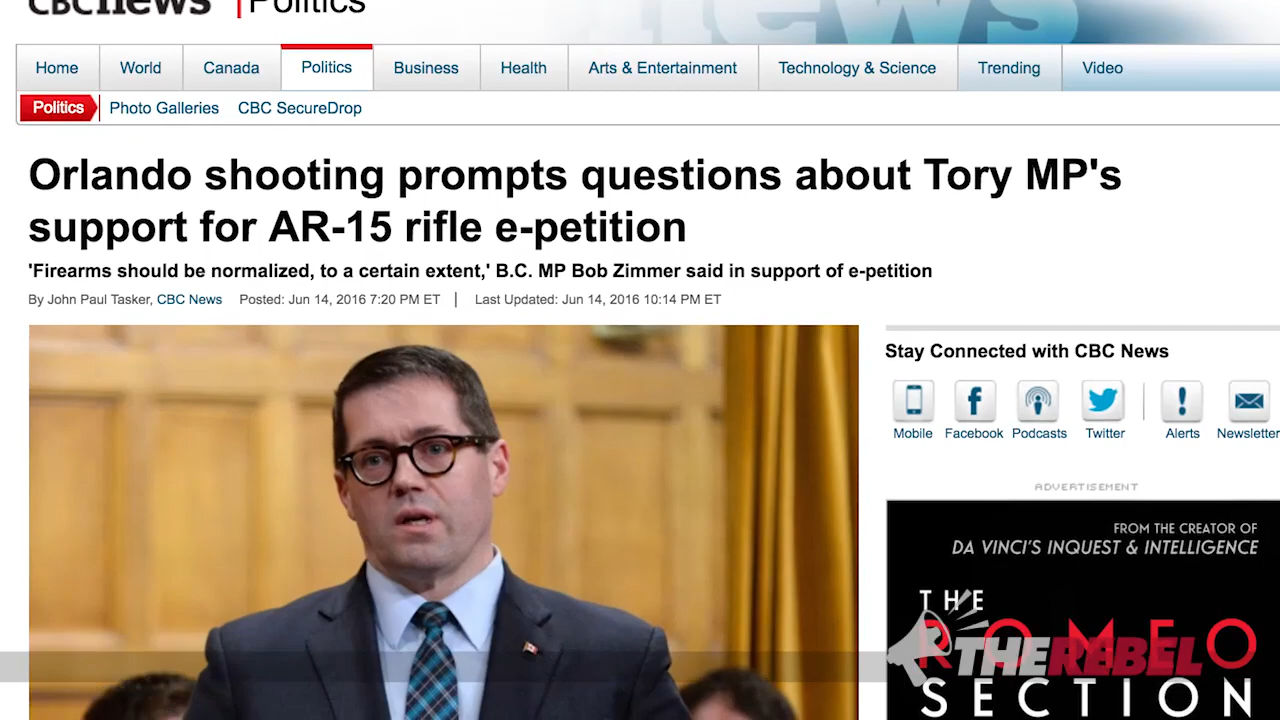 CBCnews | Politics
Home World Canada Politics Business Health Arts & Entertainment Technology & Science Trending Video
Politics Photo Galleries CBC SecureDrop
Orlando shooting prompts questions about Tory MP's
support for AR-15 rifle e-petition
'Firearms should be normalized, to a certain extent,' B.C. MP Bob Zimmer said in support of e-petition
By John Paul Tasker, CBC News Posted: Jun 14, 2016 7:20 PM ET | Last Updated: Jun 14, 2016 10:14 PM ET
Stay Connected with CBC News
Mobile Facebook Podcasts Twitter Alerts Newsletter
ADVERTISEMENT
FROM THE CREATOR OF
DA VINCI'S INQUEST & INTELLIGENCE
THE
ROMEO
THEREBEL
SECTION